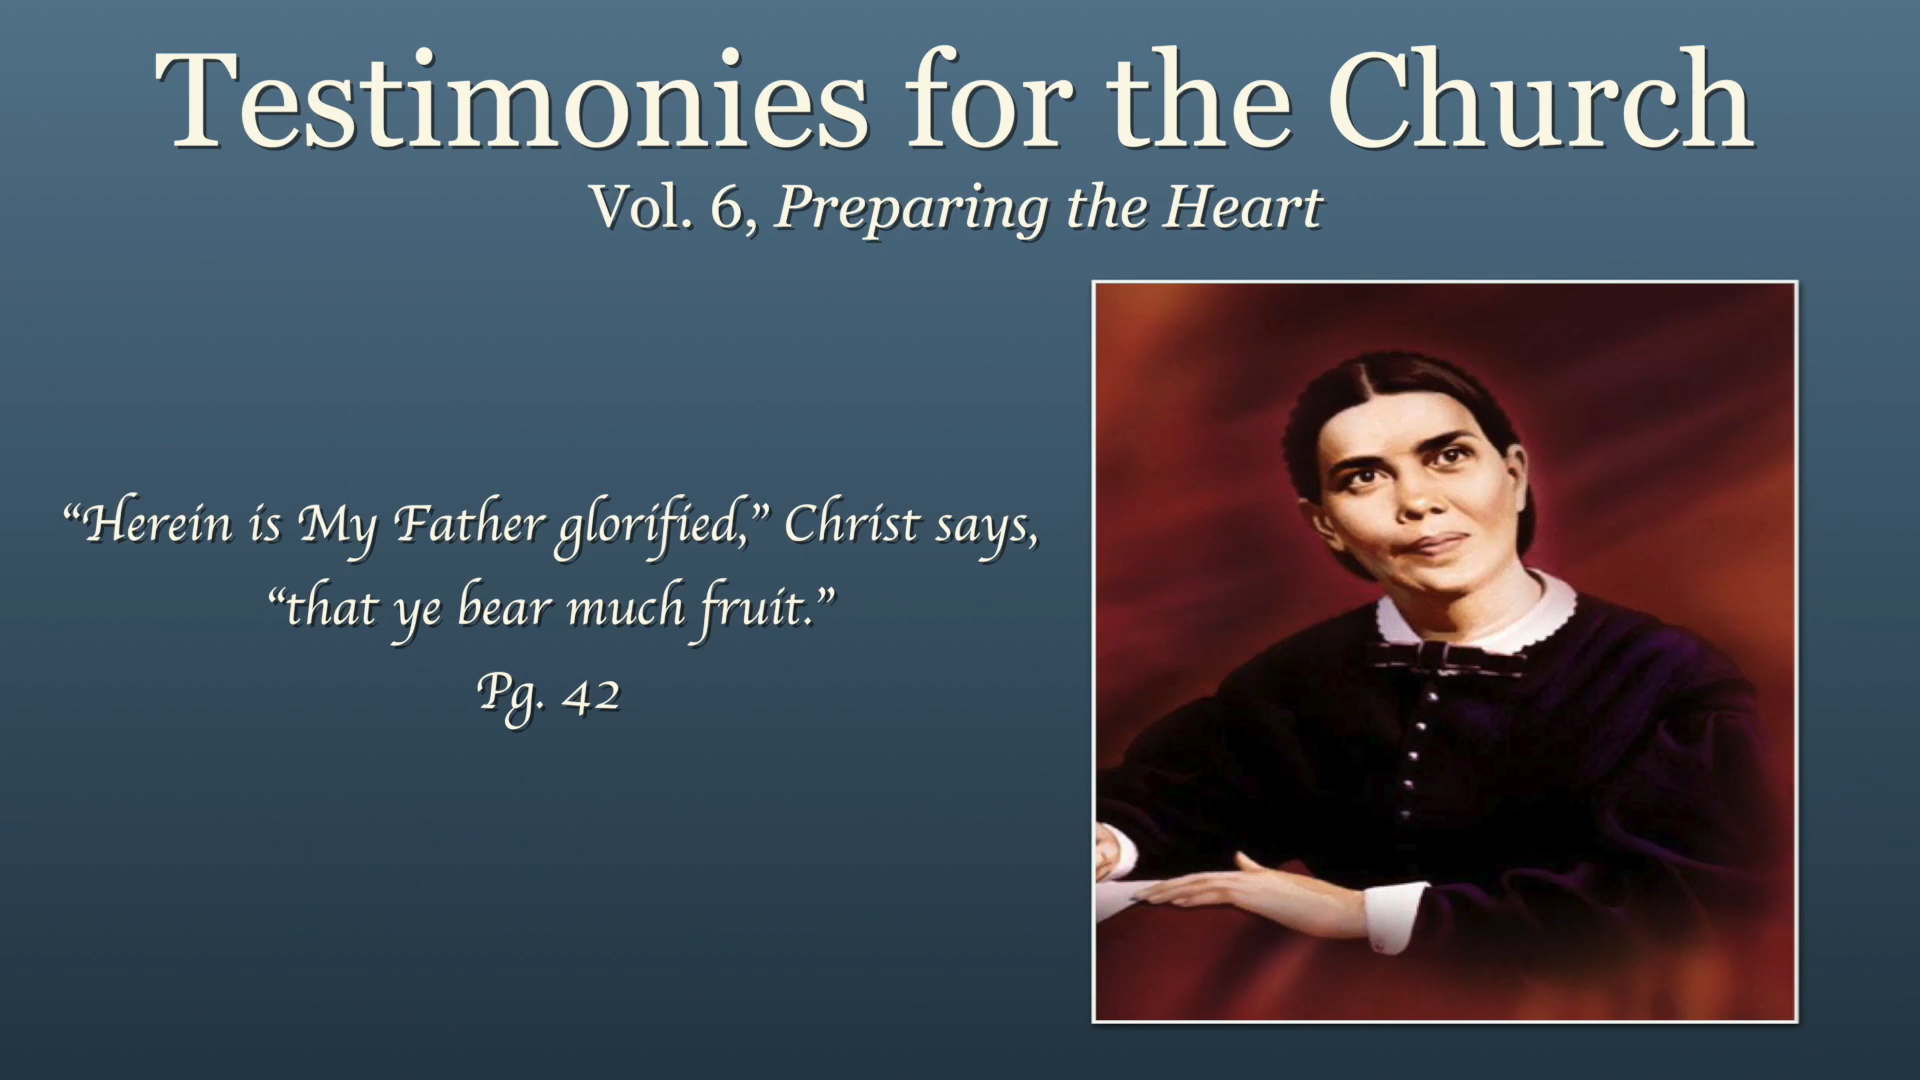 Testimonies for the Church
Vol. 6, Preparing the Heart
“Herein is My Father glorified,” Christ says,
“that ye bear much fruit.”
Pg. 42